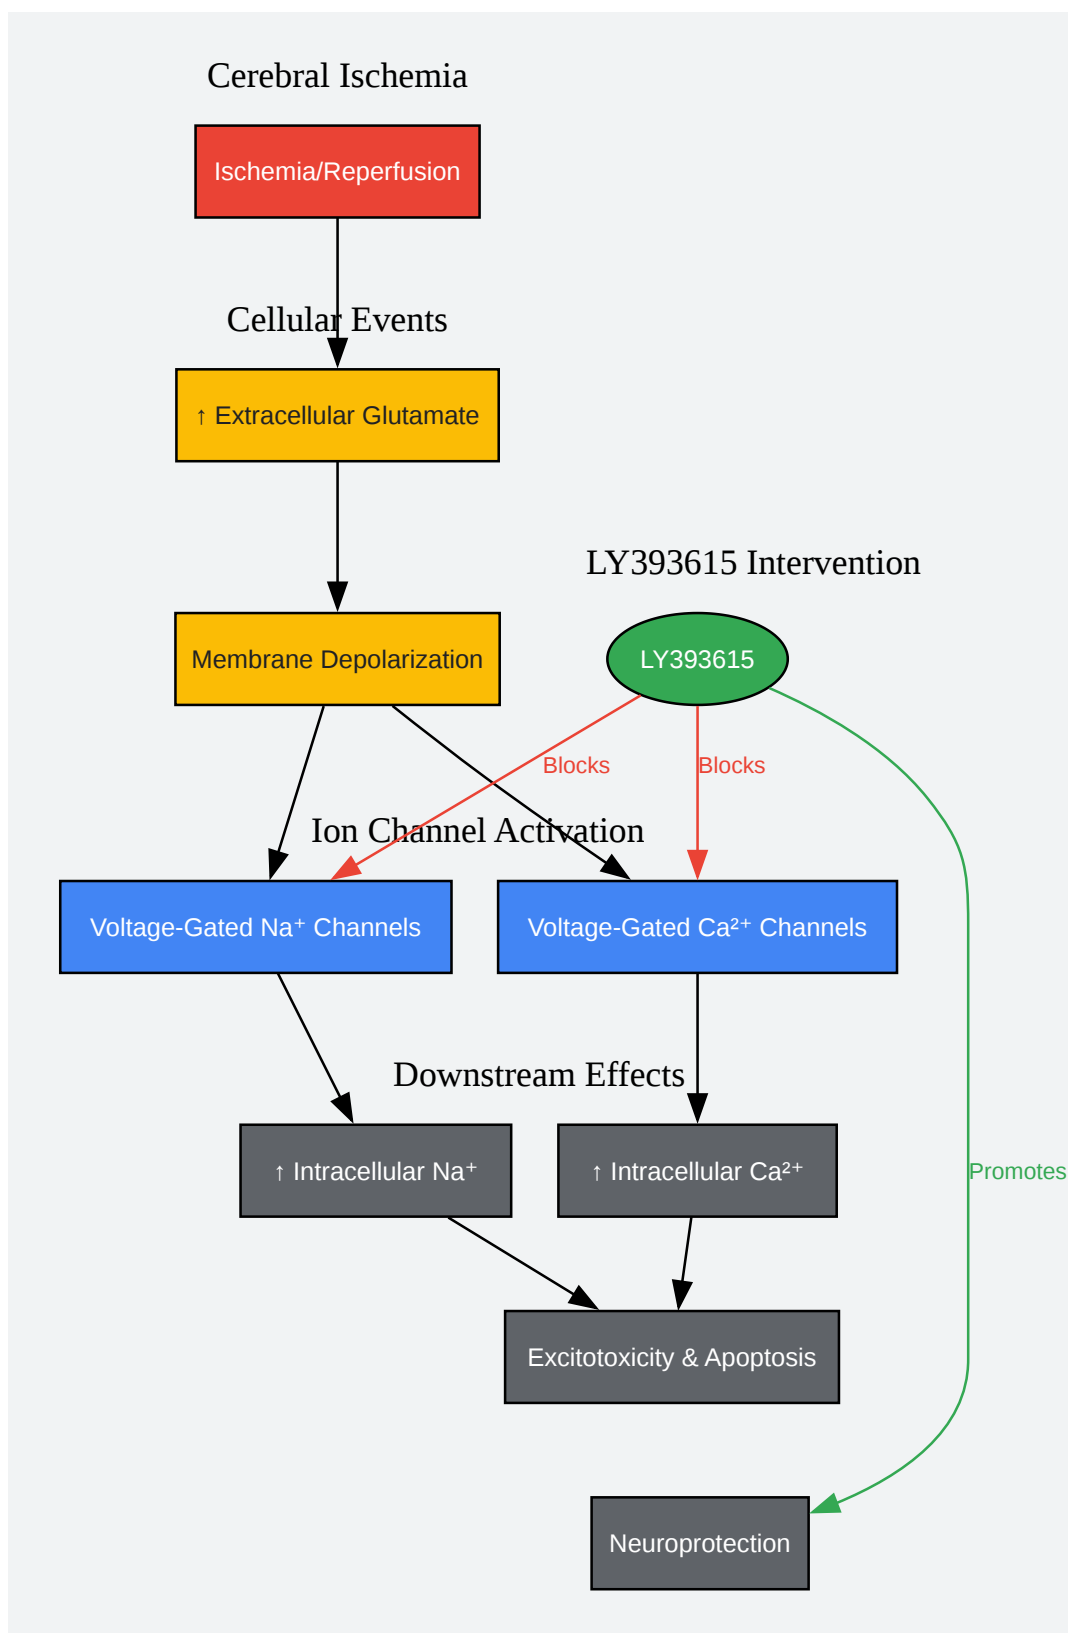 Cerebral Ischemia
Ischemia/Reperfusion
Cellular Events
↑ Extracellular Glutamate
LY393615 Intervention
Membrane Depolarization
LY393615
Blocks
Blocks
Ion Channel Activation
Voltage-Gated Na⁺ Channels
Voltage-Gated Ca²⁺ Channels
Downstream Effects
↑ Intracellular Na⁺
↑ Intracellular Ca²⁺
Promotes
Excitotoxicity & Apoptosis
Neuroprotection